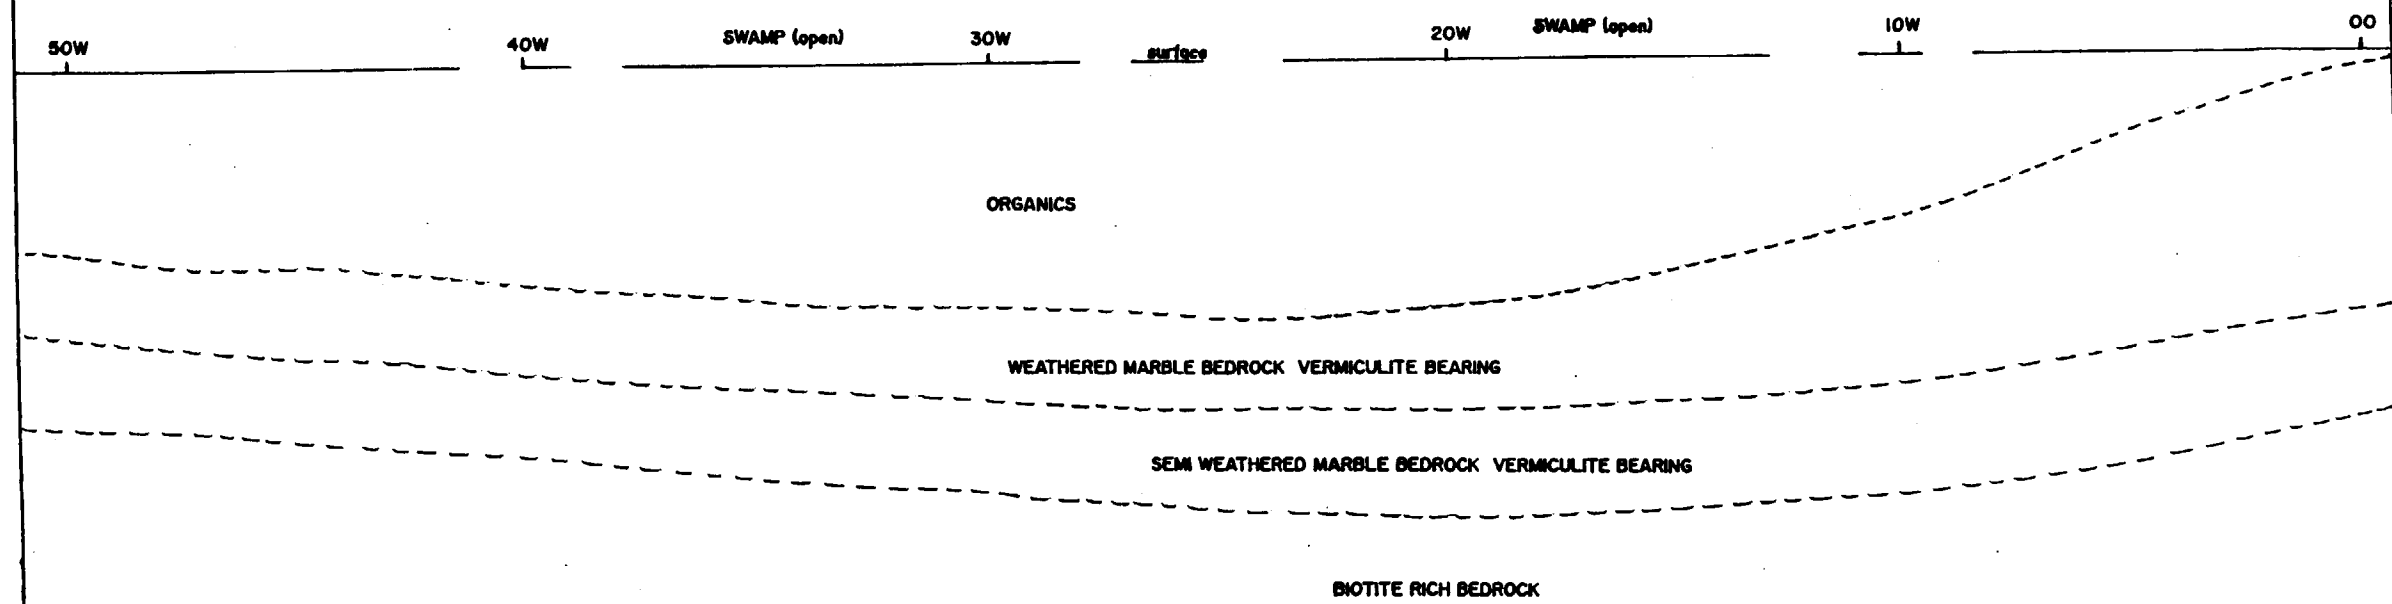 50W 40W SWAMP (open) 30W surface 20W SWAMP (open) 10W 00
ORGANICS
WEATHERED MARBLE BEDROCK VERMICULITE BEARING
SEMI WEATHERED MARBLE BEDROCK VERMICULITE BEARING
BIOTITE RICH BEDROCK